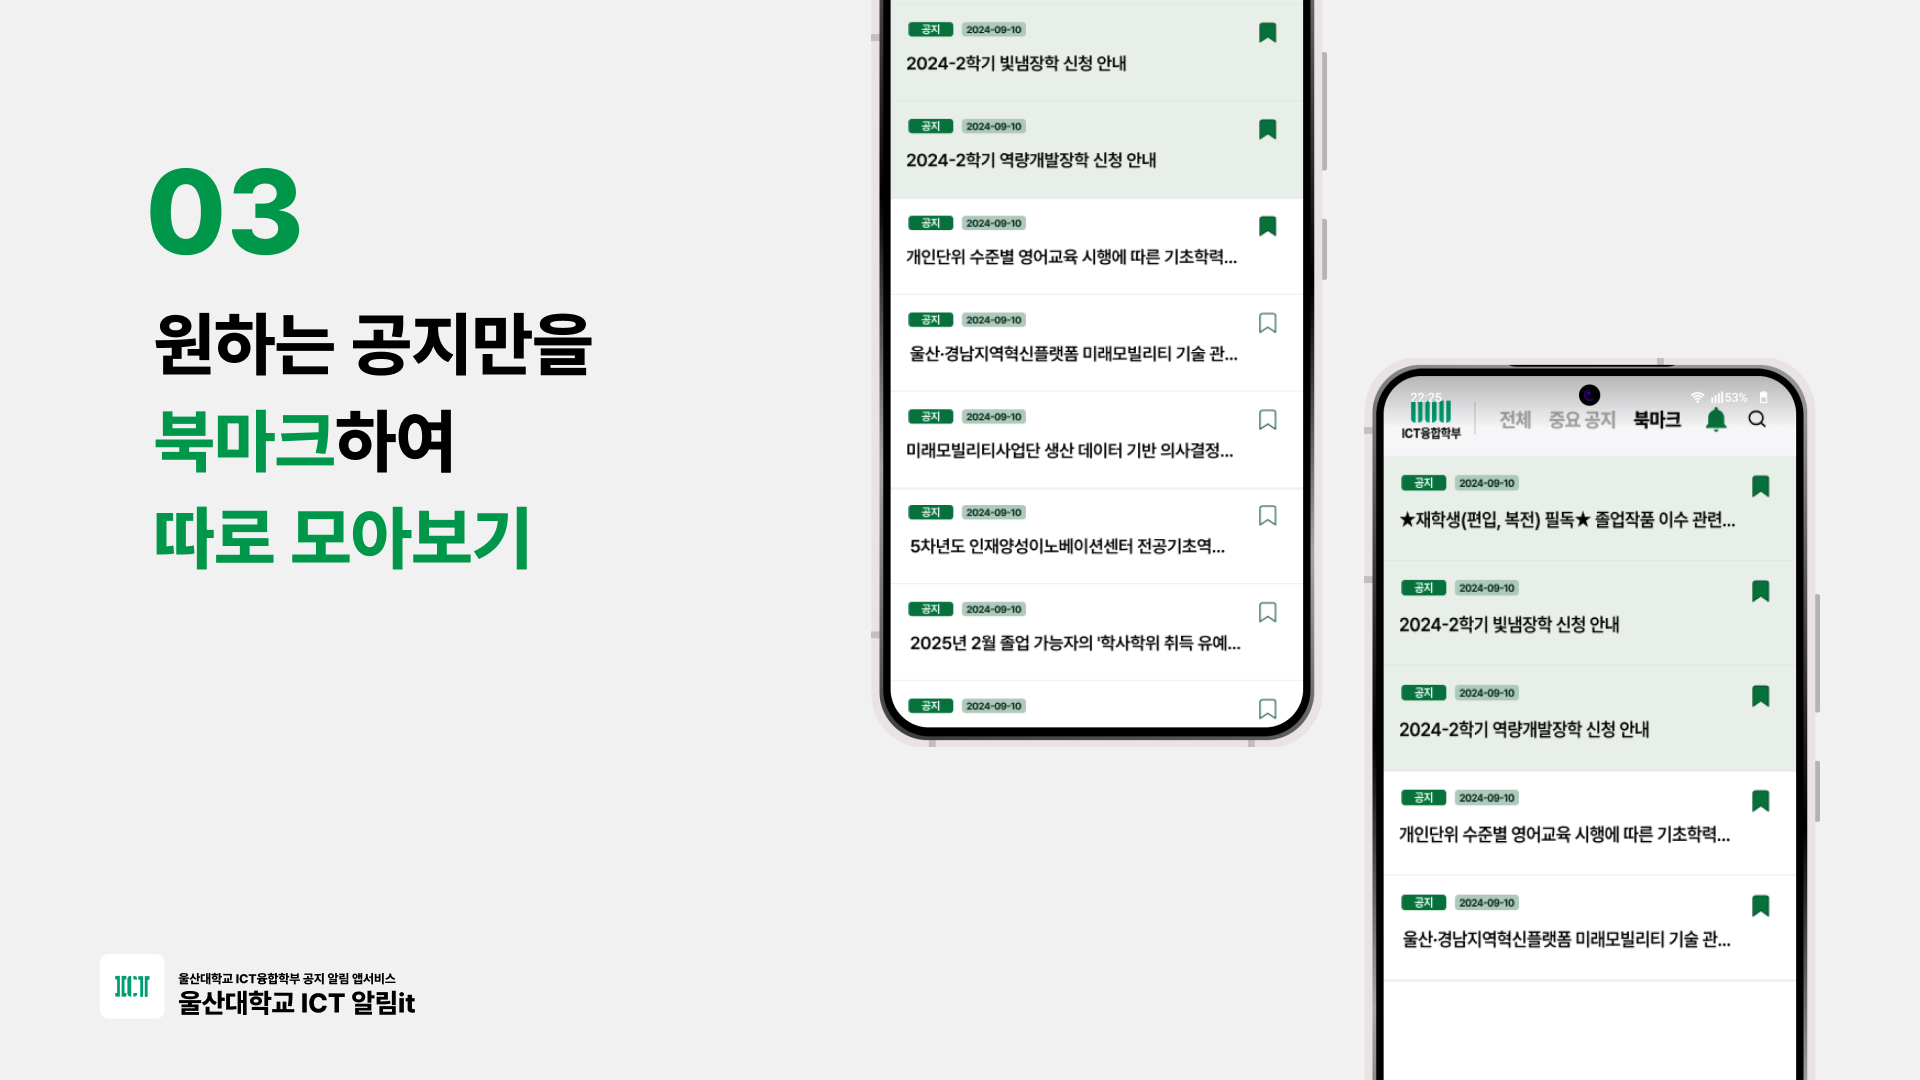 03
원하는 공지만을
북마크하여
따로 모아보기
울산대학교 ICT융합학부 공지 알림 앱서비스
울산대학교 ICT 알림it
ICT
공지 2024-09-10
2024-2학기 빛냄장학 신청 안내
공지 2024-09-10
2024-2학기 역량개발장학 신청 안내
공지 2024-09-10
개인단위 수준별 영어교육 시행에 따른 기초학력...
공지 2024-09-10
울산·경남지역혁신플랫폼 미래모빌리티 기술 관...
공지 2024-09-10
미래모빌리티사업단 생산 데이터 기반 의사결정...
공지 2024-09-10
5차년도 인재양성이노베이션센터 전공기초역...
공지 2024-09-10
2025년 2월 졸업 가능자의 '학사학위 취득 유예...
공지 2024-09-10
22:25 53%
ICT융합학부 전체 중요 공지 북마크
공지 2024-09-10
★재학생(편입, 복전) 필독★ 졸업작품 이수 관련...
공지 2024-09-10
2024-2학기 빛냄장학 신청 안내
공지 2024-09-10
2024-2학기 역량개발장학 신청 안내
공지 2024-09-10
개인단위 수준별 영어교육 시행에 따른 기초학력...
공지 2024-09-10
울산·경남지역혁신플랫폼 미래모빌리티 기술 관...